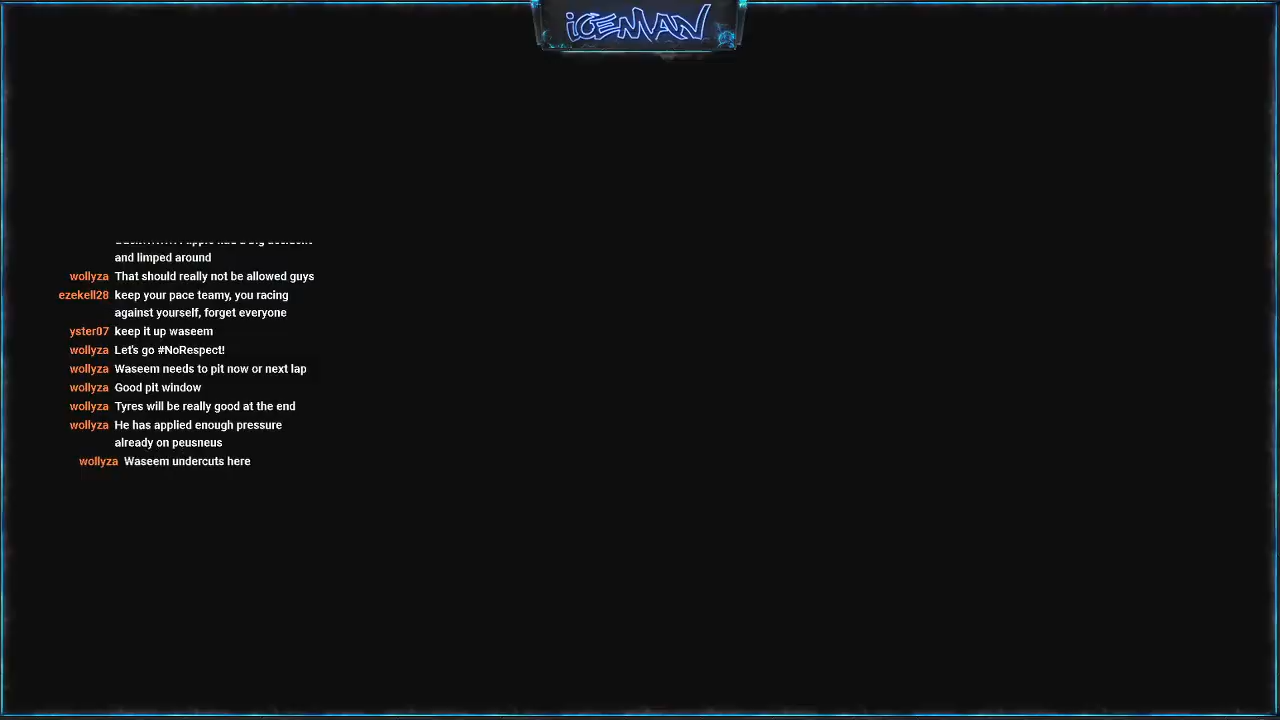 iCEMAN
and limped around
wollyza That should really not be allowed guys
ezekell28 keep your pace teamy, you racing
against yourself, forget everyone
yster07 keep it up waseem
wollyza Let's go #NoRespect!
wollyza Waseem needs to pit now or next lap
wollyza Good pit window
wollyza Tyres will be really good at the end
wollyza He has applied enough pressure
already on peusneus
wollyza Waseem undercuts here